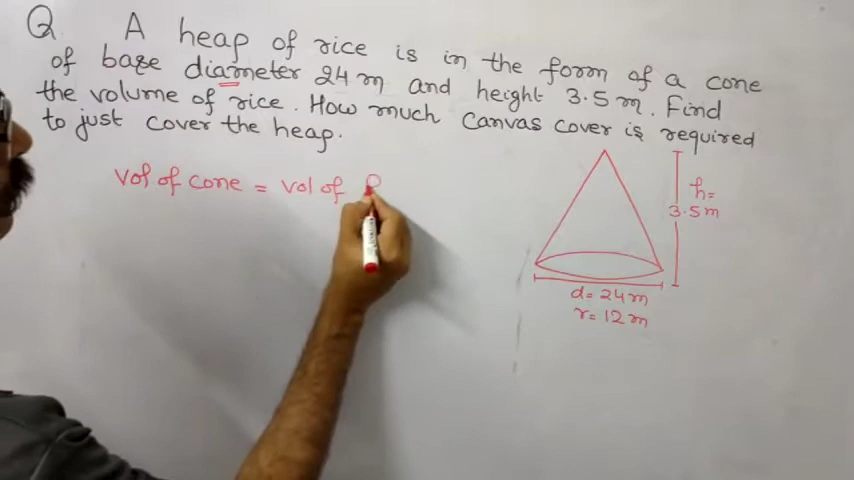 Q A heap of rice is in the form of a cone
of base diameter 24 m and height 3.5 m. Find
the volume of rice. How much canvas cover is required
to just cover the heap.
vol of cone = vol of
h=
3.5 m
d= 24 m
r= 12 m